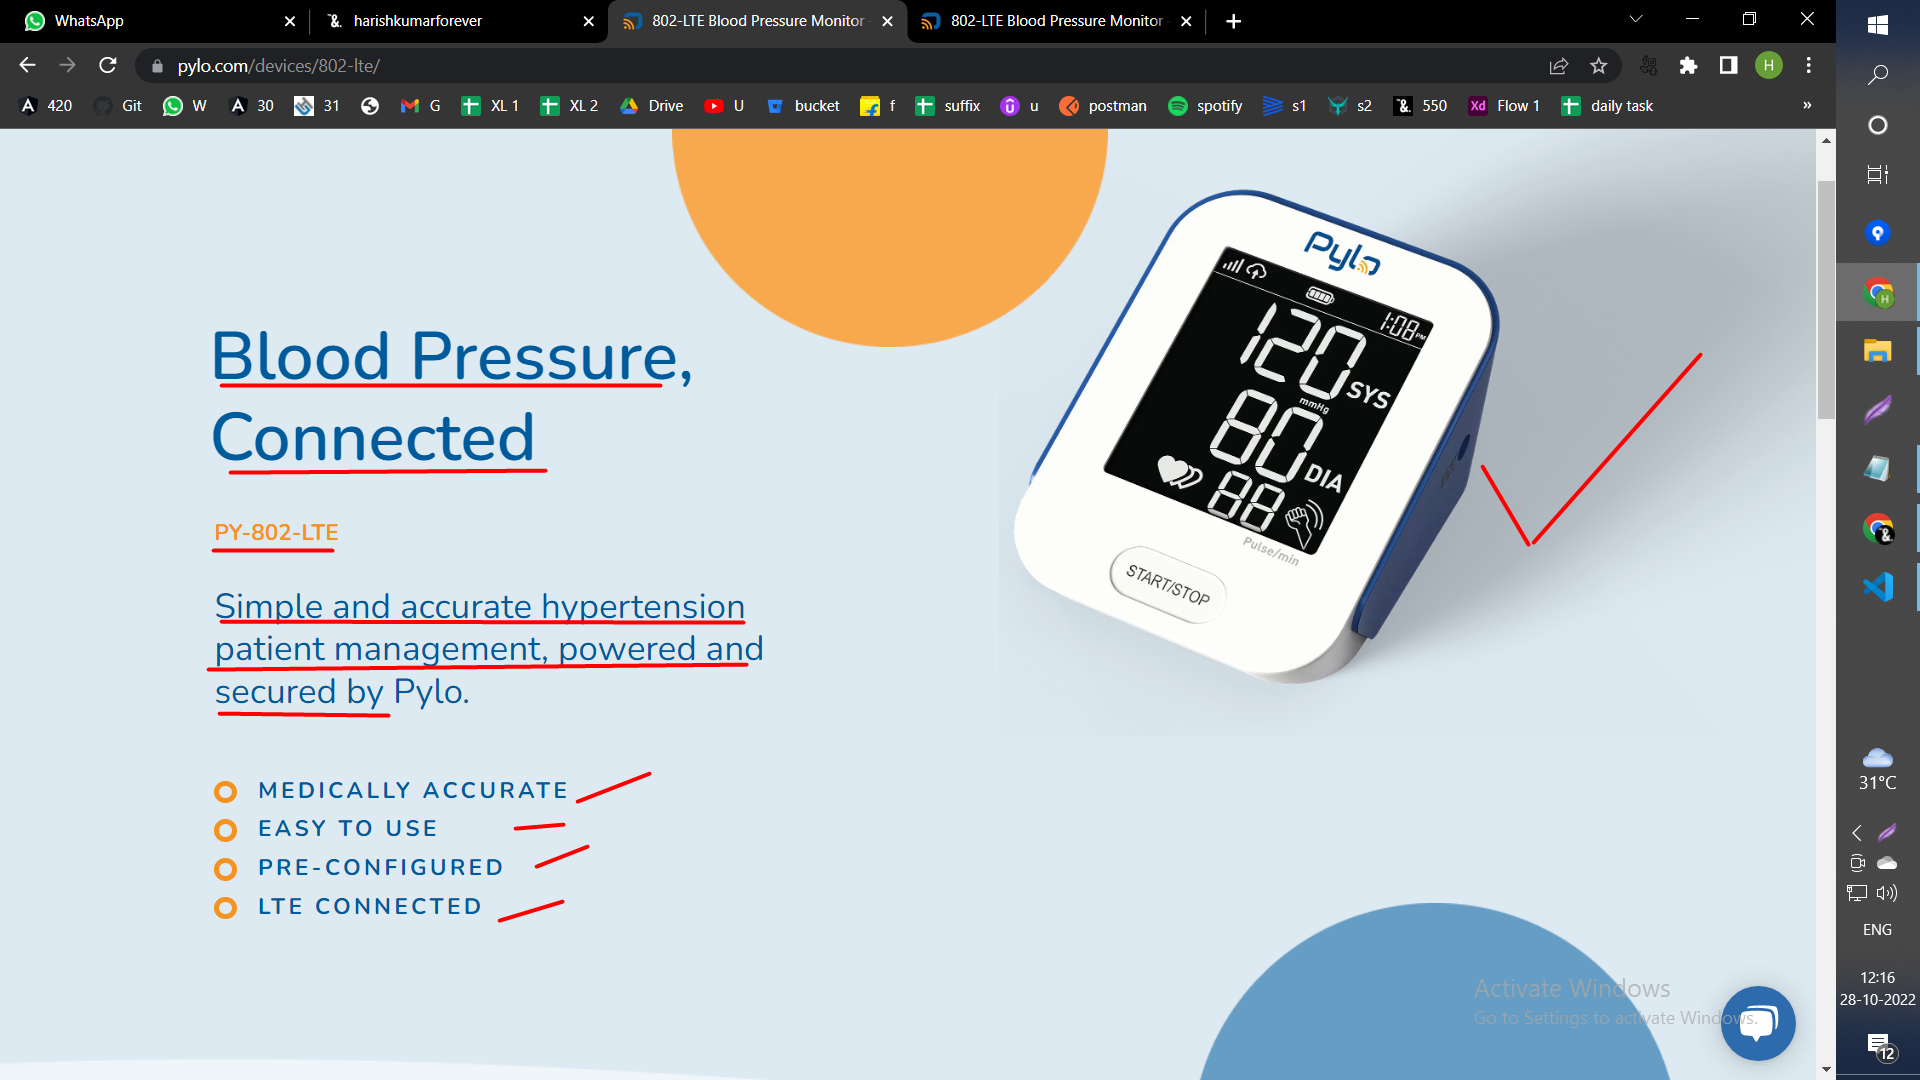 WhatsApp
harishkumarforever
802-LTE Blood Pressure Monitor
802-LTE Blood Pressure Monitor
pylo.com/devices/802-lte/
H
420
Git
W
30
31
G
XL 1
XL 2
Drive
U
bucket
f
suffix
u
postman
spotify
s1
s2
550
Xd Flow 1
daily task
»
Blood Pressure,
Connected
PY-802-LTE
Simple and accurate hypertension
patient management, powered and
secured by Pylo.
MEDICALLY ACCURATE
EASY TO USE
PRE-CONFIGURED
LTE CONNECTED
Pylo
1:08 PM
120 SYS
mmHg
80 DIA
88
Pulse/min
START/STOP
Activate Windows
Go to Settings to activate Windows.
31°C
ENG
12:16
28-10-2022
12